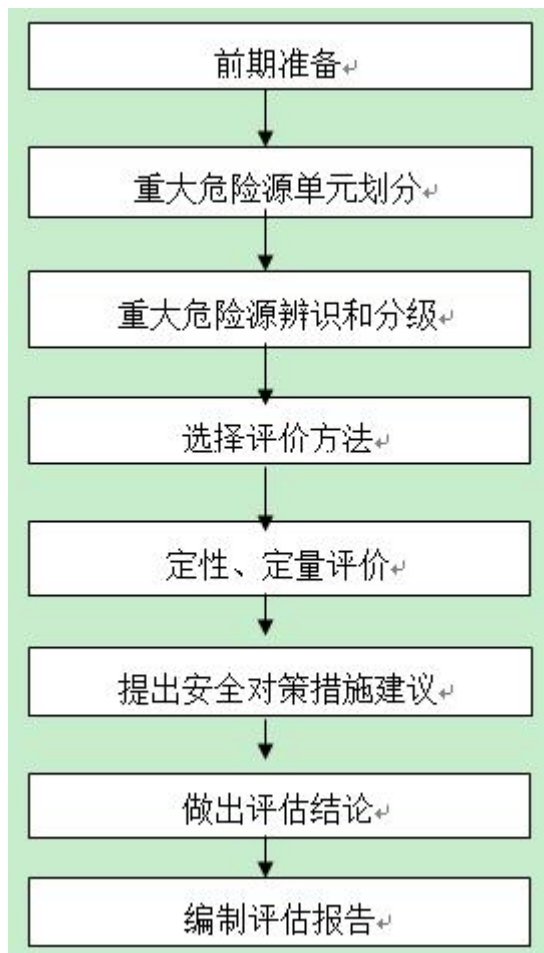 前期准备
重大危险源单元划分
重大危险源辨识和分级
选择评价方法
定性、定量评价
提出安全对策措施建议
做出评估结论
编制评估报告